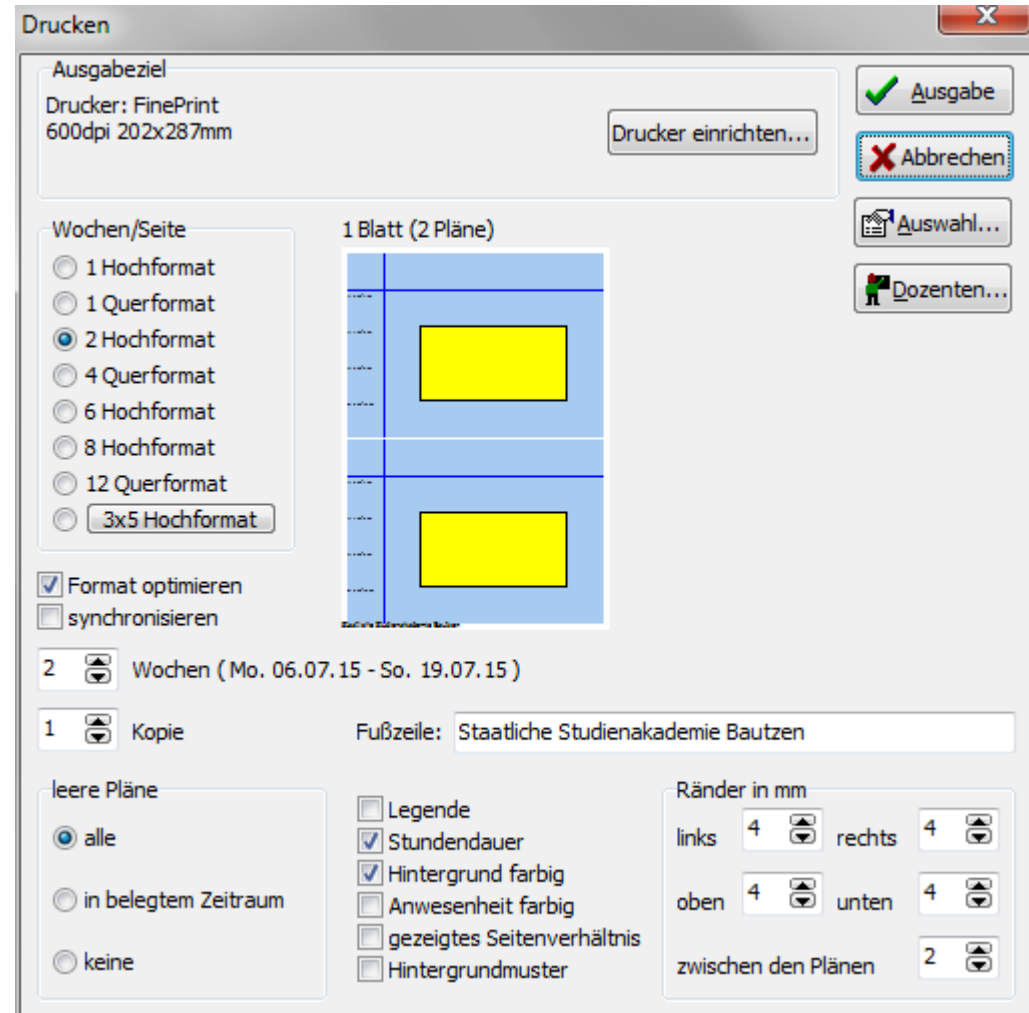 Drucken
Ausgabeziel
Drucker: FinePrint
600dpi 202x287mm
Drucker einrichten...
Ausgabe
Abbrechen
Auswahl...
Dozenten...
Wochen/Seite
1 Hochformat
1 Querformat
2 Hochformat
4 Querformat
6 Hochformat
8 Hochformat
12 Querformat
3x5 Hochformat
1 Blatt (2 Pläne)
Format optimieren
synchronisieren
2 Wochen ( Mo. 06.07.15 - So. 19.07.15 )
1 Kopie
Fußzeile: Staatliche Studienakademie Bautzen
leere Pläne
alle
in belegtem Zeitraum
keine
Legende
Stundendauer
Hintergrund farbig
Anwesenheit farbig
gezeigtes Seitenverhältnis
Hintergrundmuster
Ränder in mm
links 4 rechts 4
oben 4 unten 4
zwischen den Plänen 2